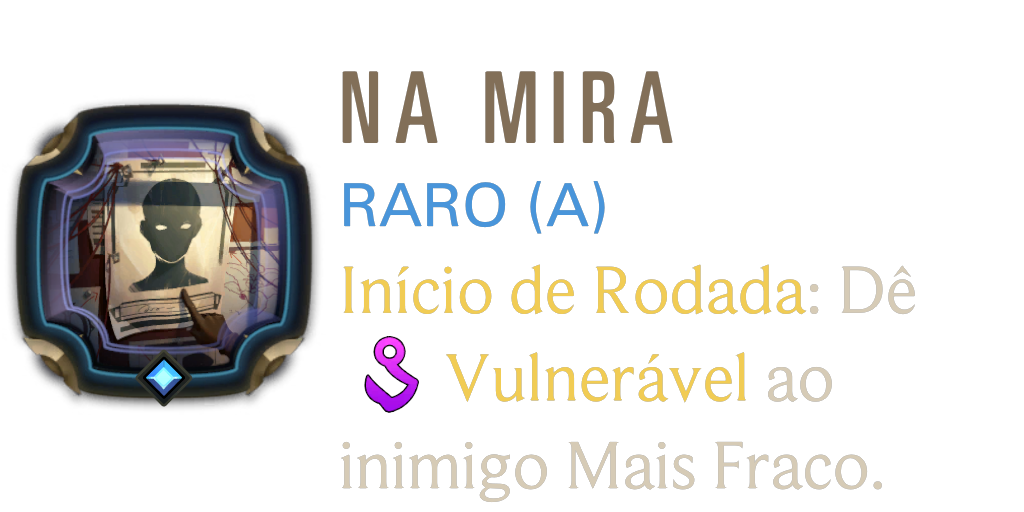 NA MIRA
RARO (A)
Início de Rodada: Dê
Vulnerável ao
inimigo Mais Fraco.